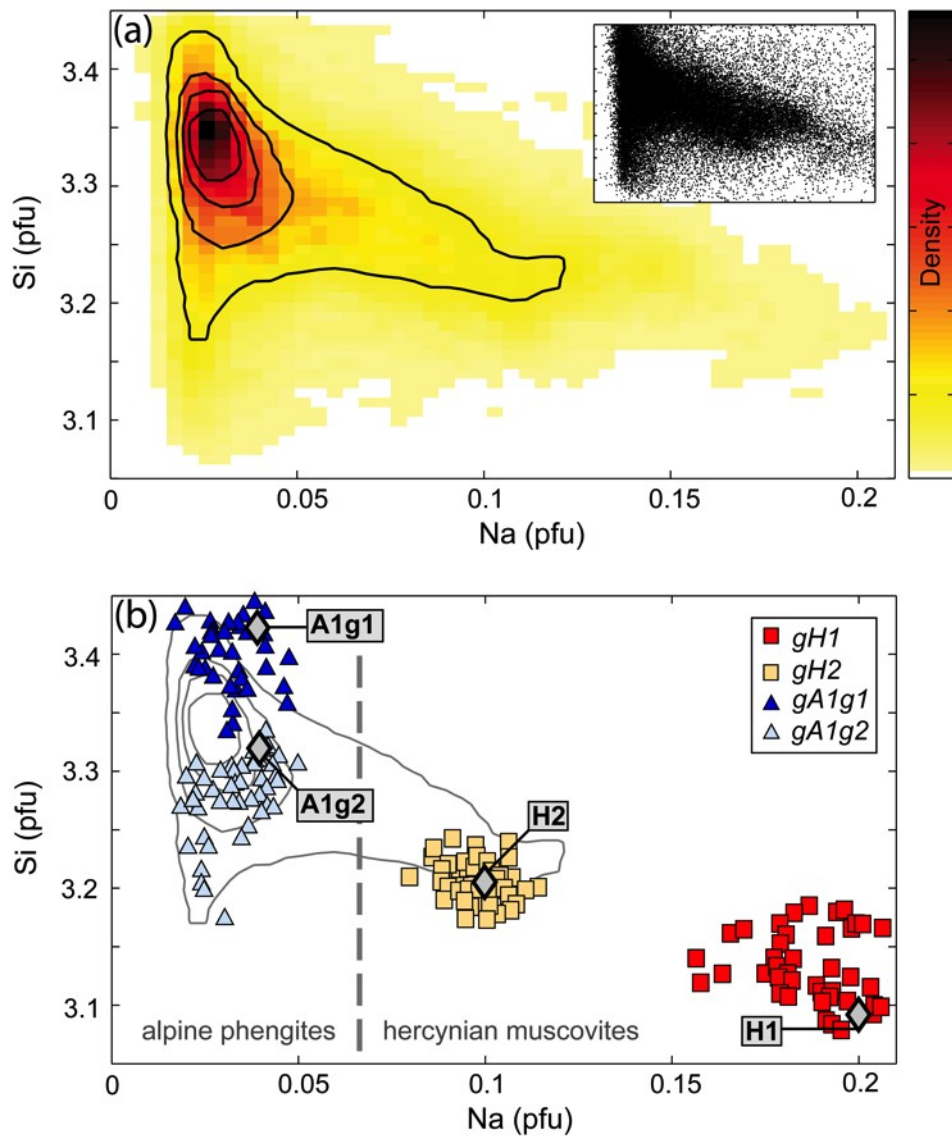 (a)
3.4
3.3
3.2
3.1
Si (pfu)
0
0.05
0.1
0.15
0.2
Na (pfu)
Density
(b)
A1g1
gH1
gH2
gA1g1
gA1g2
3.4
3.3
3.2
3.1
Si (pfu)
A1g2
H2
alpine phengites
hercynian muscovites
H1
0
0.05
0.1
0.15
0.2
Na (pfu)